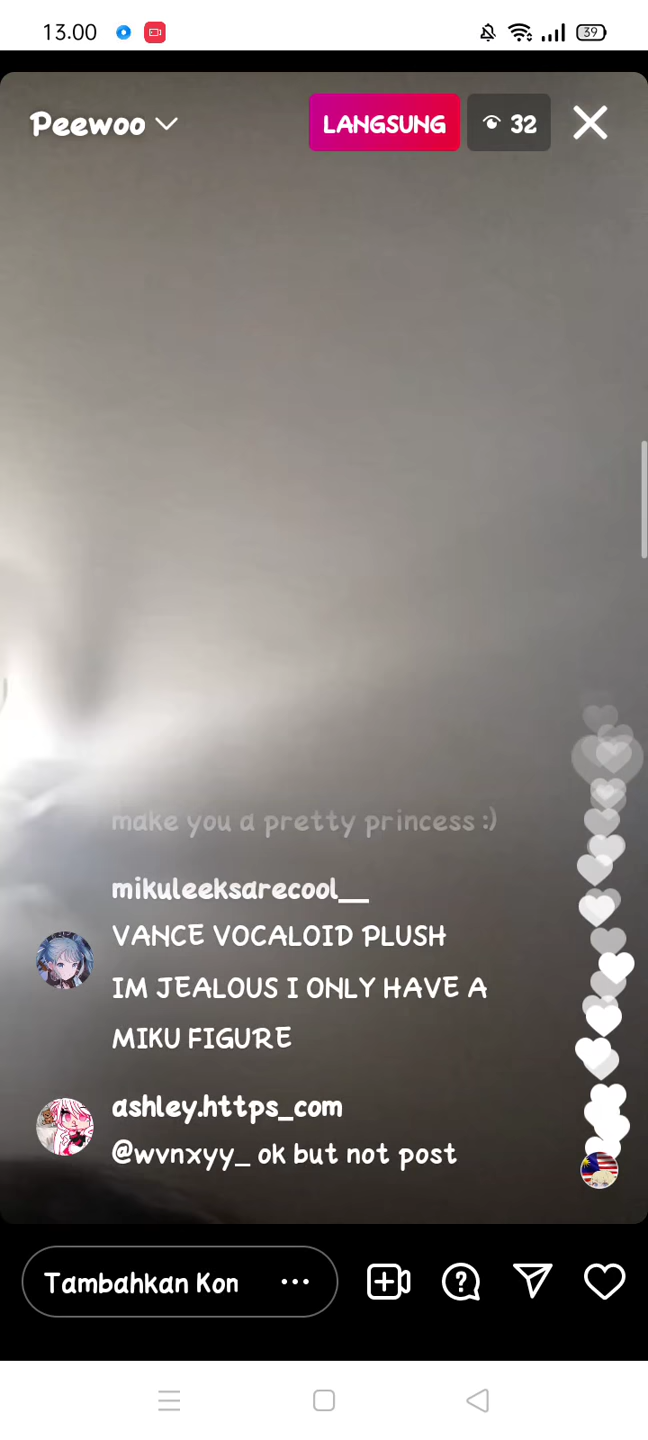 13.00
39
Peewoo
LANGSUNG
32
make you a pretty princess :)
mikuleeksarecool__
VANCE VOCALOID PLUSH
IM JEALOUS I ONLY HAVE A
MIKU FIGURE
ashley.https_com
@wvnxyy_ ok but not post
Tambahkan Kon